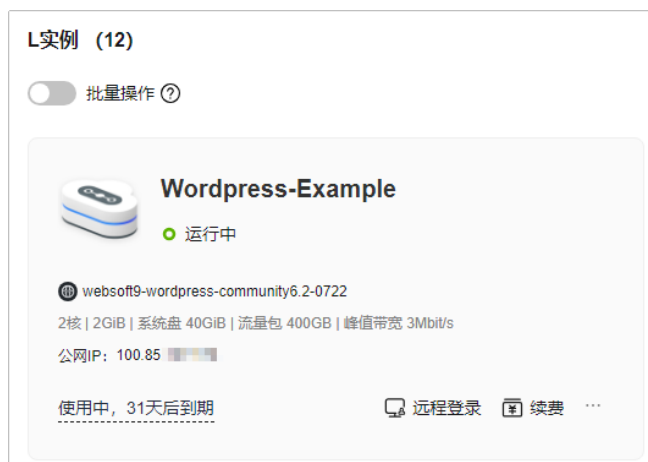 L实例 (12)
批量操作 ?
Wordpress-Example
运行中
websoft9-wordpress-community6.2-0722
2核 | 2GiB | 系统盘 40GiB | 流量包 400GB | 峰值带宽 3Mbit/s
公网IP: 100.85
使用中，31天后到期 远程登录 ¥ 续费 ...